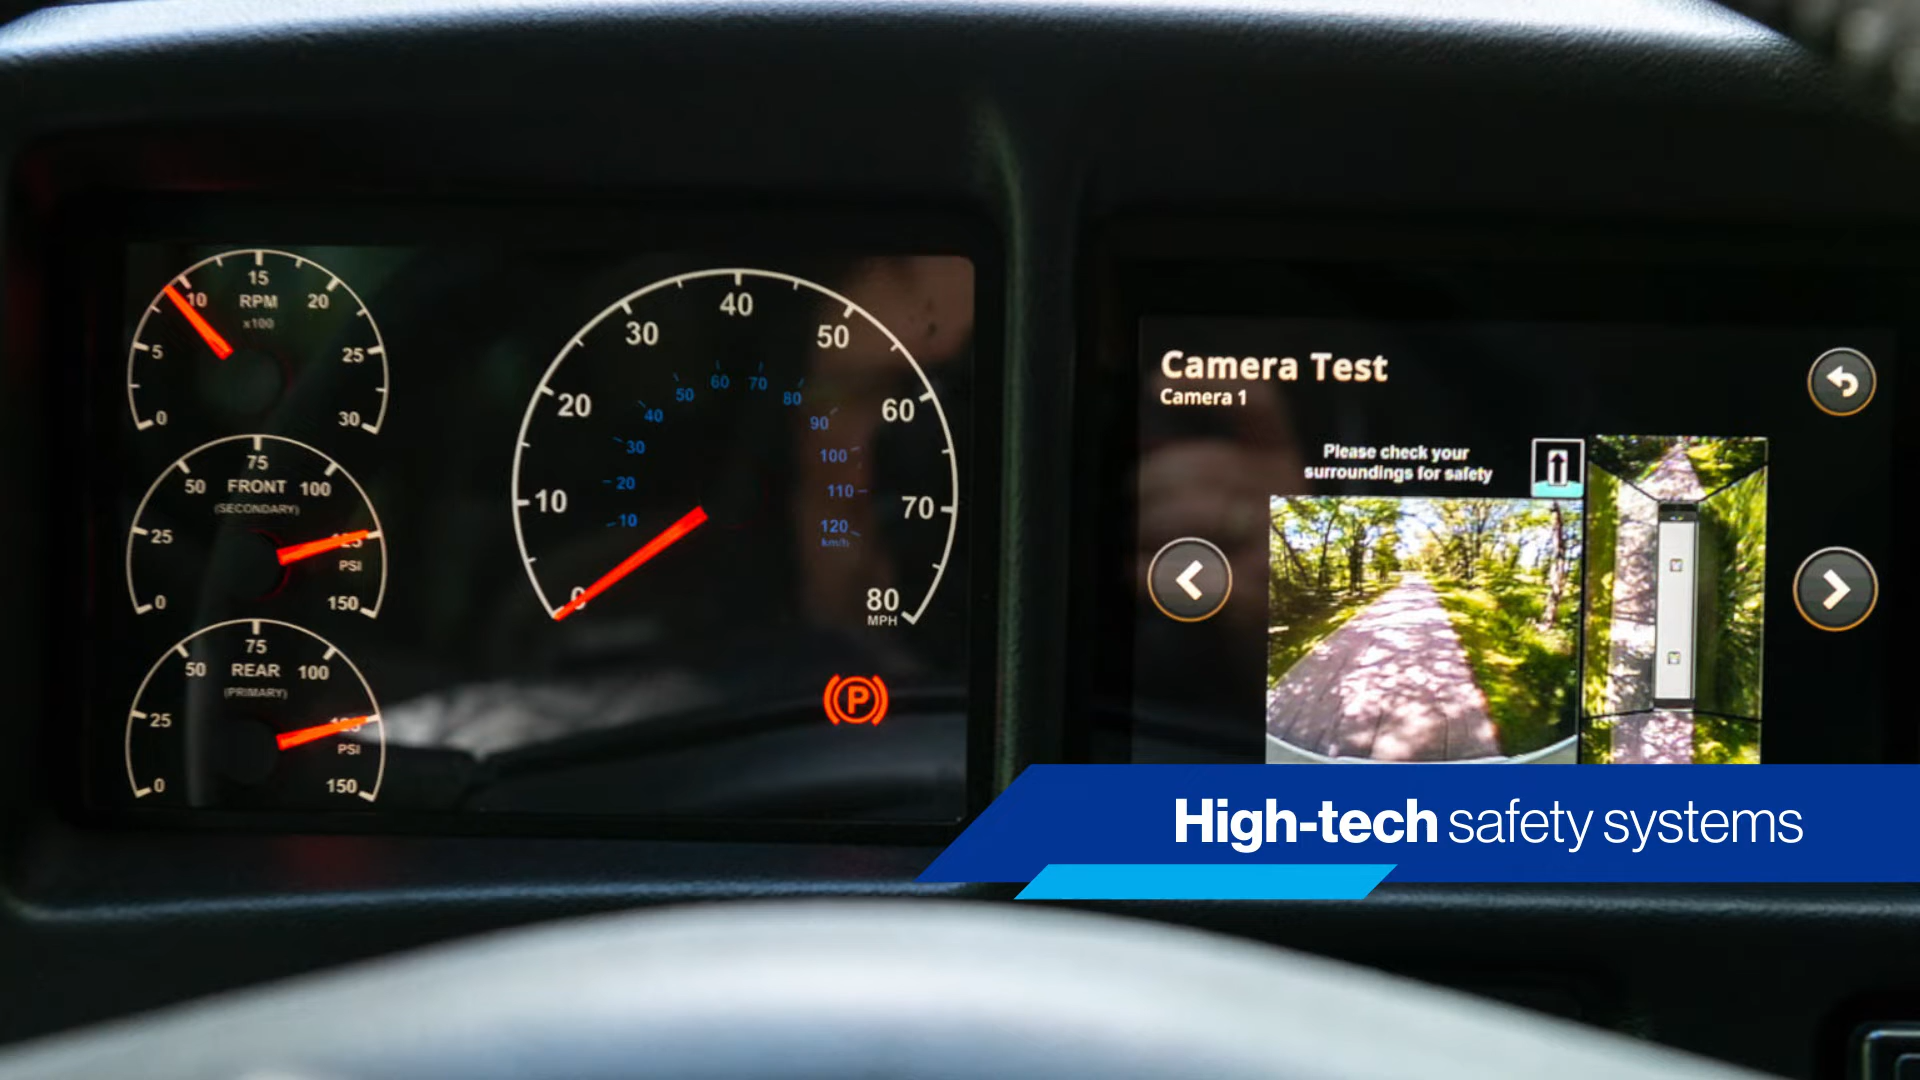 15
10
20
RPM
x100
5
25
0
30
75
50 FRONT 100
(SECONDARY)
25
125
PSI
0
150
75
50 REAR 100
(PRIMARY)
25
125
PSI
0
150
40
30
50
20
60
10
70
0
80
MPH
60 70
50
80
40
90
30
100
20
110
10
120
km/h
P
Camera Test
Camera 1
Please check your
surroundings for safety
High-tech safety systems